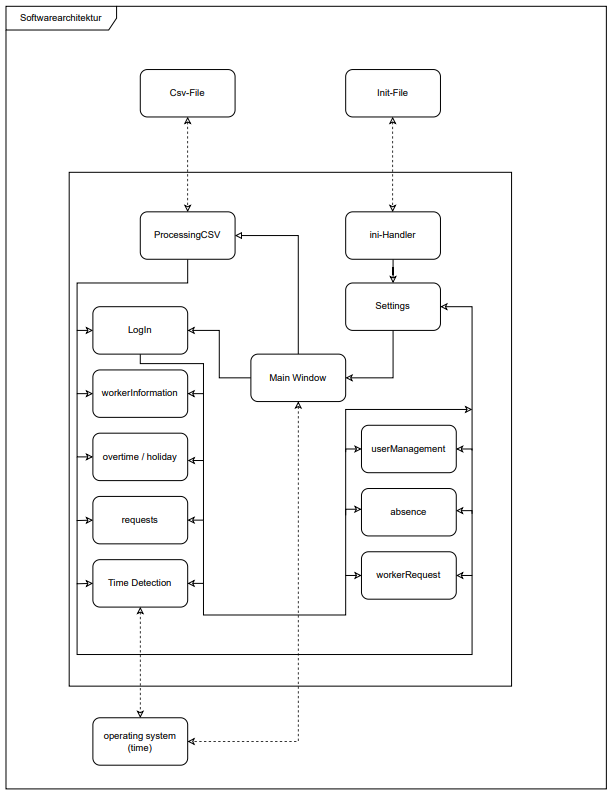 Softwarearchitektur
Csv-File
Init-File
ProcessingCSV
ini-Handler
Settings
LogIn
Main Window
workerInformation
userManagement
overtime / holiday
absence
requests
workerRequest
Time Detection
operating system
(time)